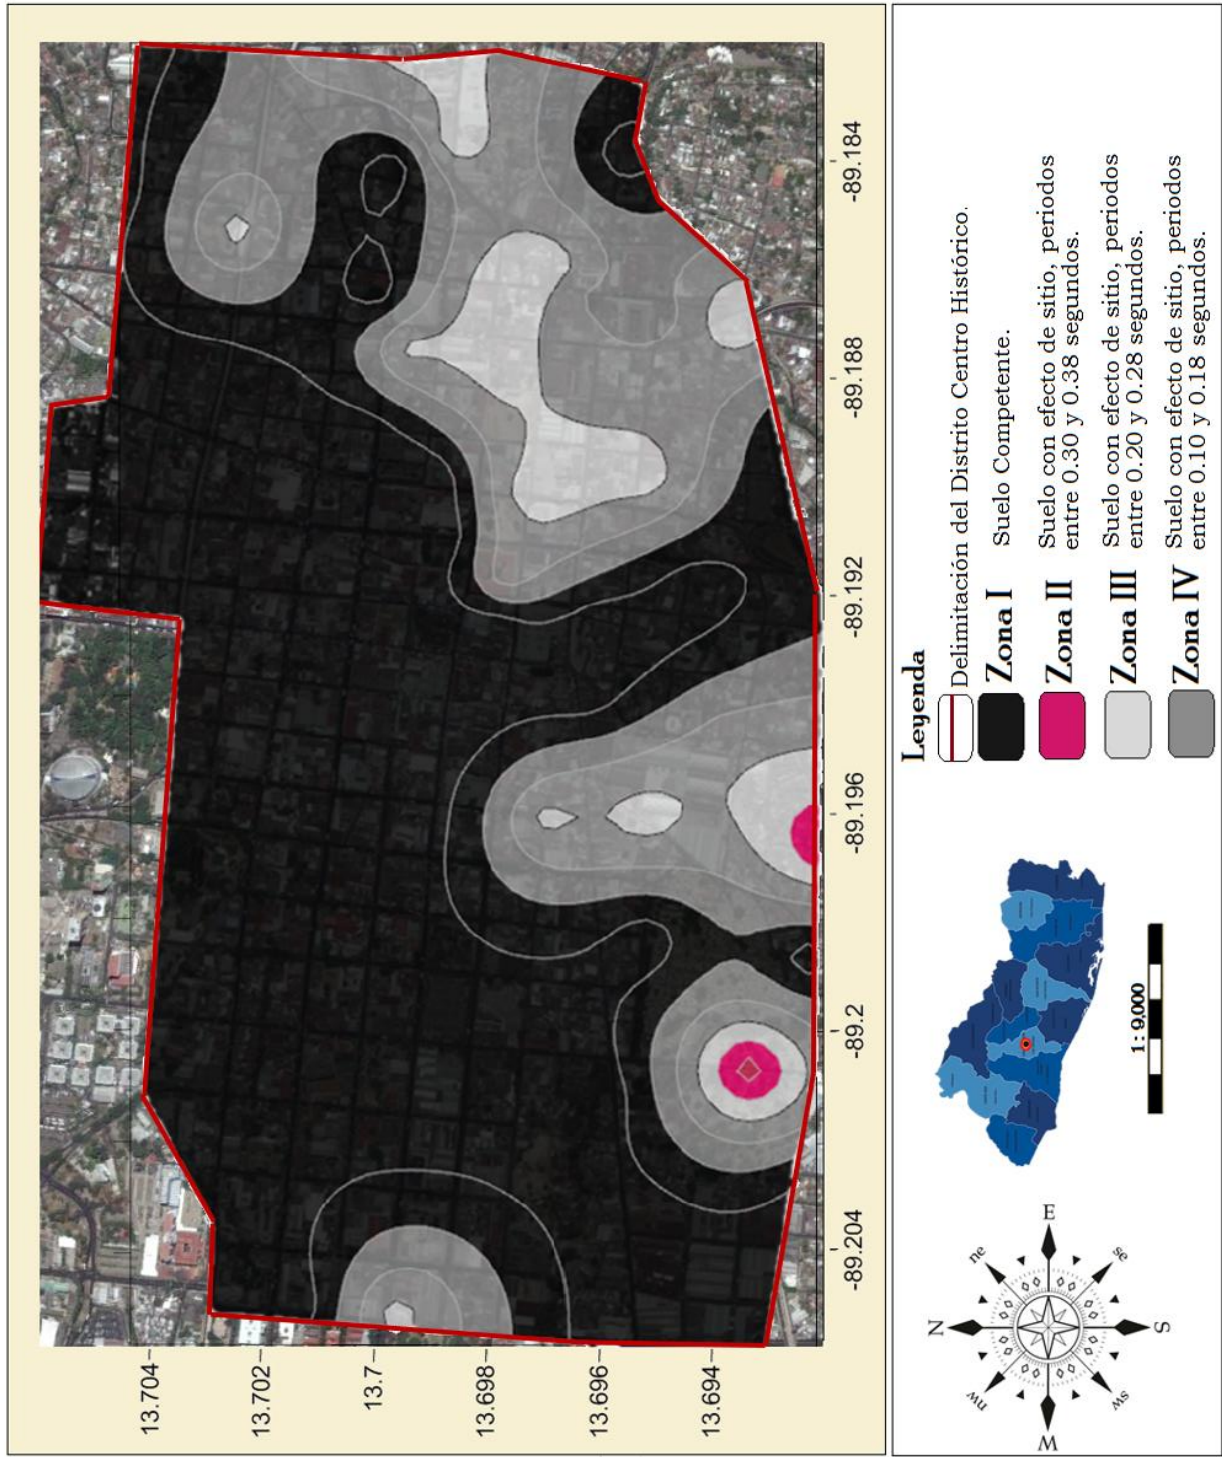 13.704
13.702
13.7
13.698
13.696
13.694
-89.204
-89.2
-89.196
-89.192
-89.188
-89.184
N
ne
E
se
S
sw
W
nw
1: 9,000
Leyenda
Delimitación del Distrito Centro Histórico.
Zona I Suelo Competente.
Zona II Suelo con efecto de sitio, periodos
entre 0.30 y 0.38 segundos.
Zona III Suelo con efecto de sitio, periodos
entre 0.20 y 0.28 segundos.
Zona IV Suelo con efecto de sitio, periodos
entre 0.10 y 0.18 segundos.